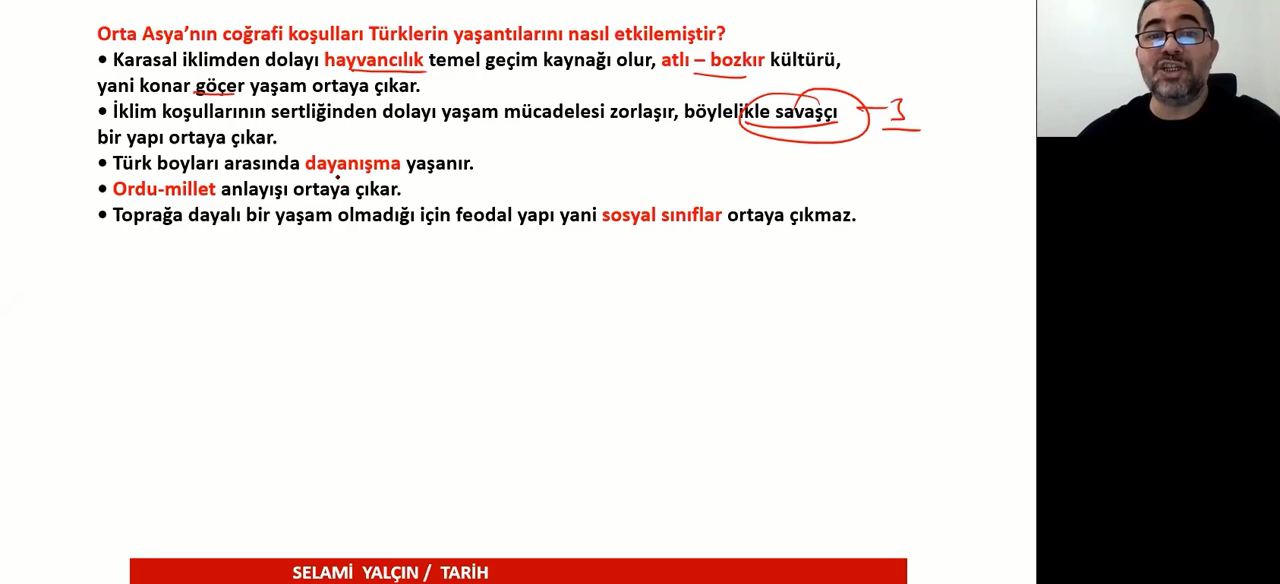 Orta Asya’nın coğrafi koşulları Türklerin yaşantılarını nasıl etkilemiştir?
• Karasal iklimden dolayı hayvancılık temel geçim kaynağı olur, atlı – bozkır kültürü,
yani konar göçer yaşam ortaya çıkar.
• İklim koşullarının sertliğinden dolayı yaşam mücadelesi zorlaşır, böylelikle savaşçı
3
bir yapı ortaya çıkar.
• Türk boyları arasında dayanışma yaşanır.
• Ordu-millet anlayışı ortaya çıkar.
• Toprağa dayalı bir yaşam olmadığı için feodal yapı yani sosyal sınıflar ortaya çıkmaz.
SELAMİ YALÇIN / TARİH